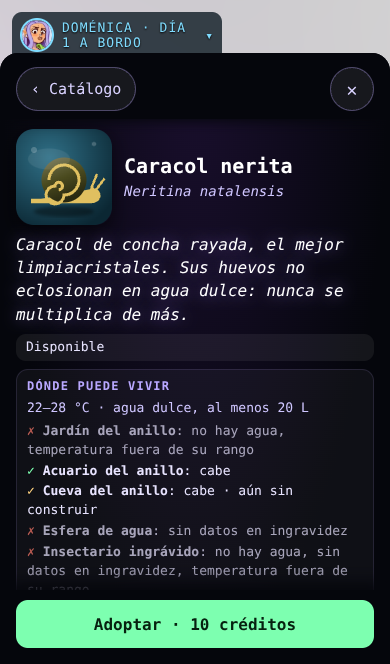 DOMÉNICA · DÍA
1 A BORDO
▾
‹ Catálogo
×
Caracol nerita
Neritina natalensis
Caracol de concha rayada, el mejor
limpiacristales. Sus huevos no
eclosionan en agua dulce: nunca se
multiplica de más.
Disponible
DÓNDE PUEDE VIVIR
22–28 °C · agua dulce, al menos 20 L
✗ Jardín del anillo: no hay agua,
temperatura fuera de su rango
✓ Acuario del anillo: cabe
✓ Cueva del anillo: cabe · aún sin
construir
✗ Esfera de agua: sin datos en ingravidez
✗ Insectario ingrávido: no hay agua, sin
datos en ingravidez, temperatura fuera de
su rango
Adoptar · 10 créditos